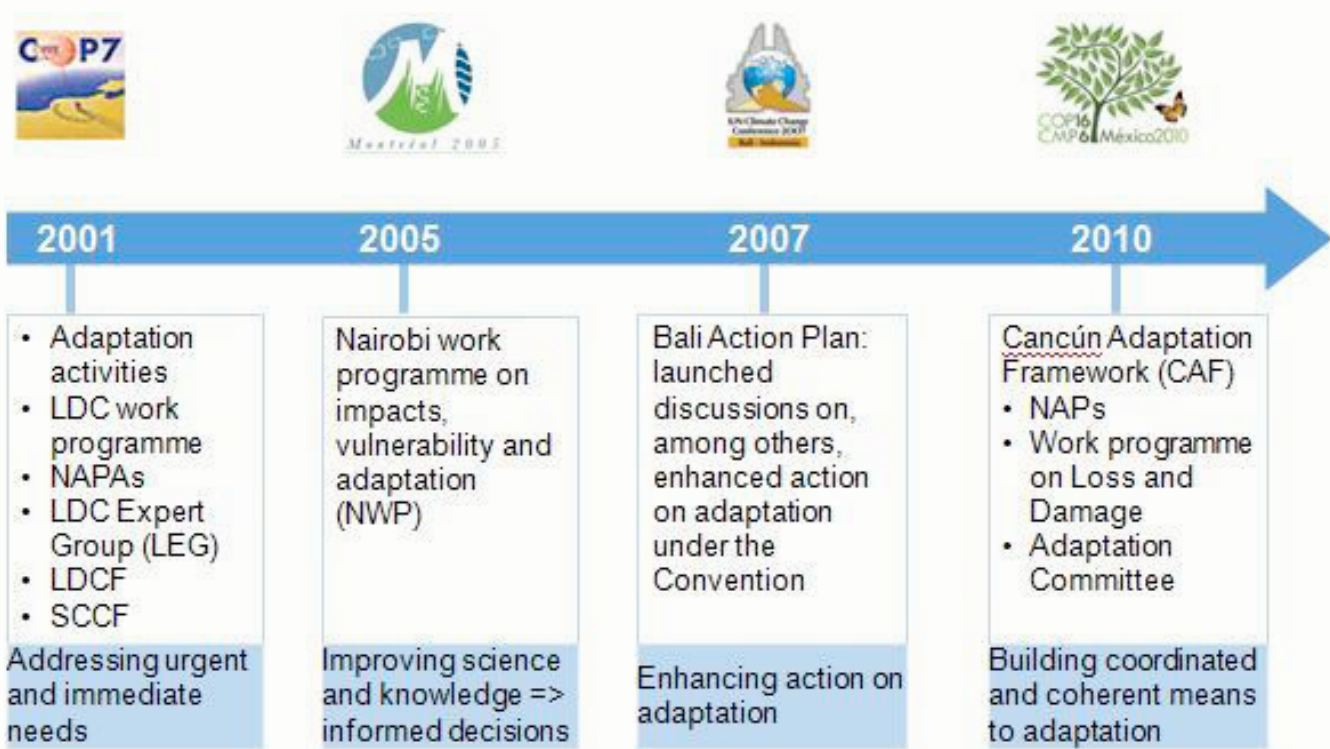 COP7
Montréal 2005
UN Climate Change
Conference 2007
Bali - Indonesia
COP16
CMP6 México2010
2001
2005
2007
2010
• Adaptation
activities
• LDC work
programme
• NAPAs
• LDC Expert
Group (LEG)
• LDCF
• SCCF
Addressing urgent
and immediate
needs
Nairobi work
programme on
impacts,
vulnerability and
adaptation
(NWP)
Improving science
and knowledge =>
informed decisions
Bali Action Plan:
launched
discussions on,
among others,
enhanced action
on adaptation
under the
Convention
Enhancing action on
adaptation
Cancún Adaptation
Framework (CAF)
• NAPs
• Work programme
on Loss and
Damage
• Adaptation
Committee
Building coordinated
and coherent means
to adaptation